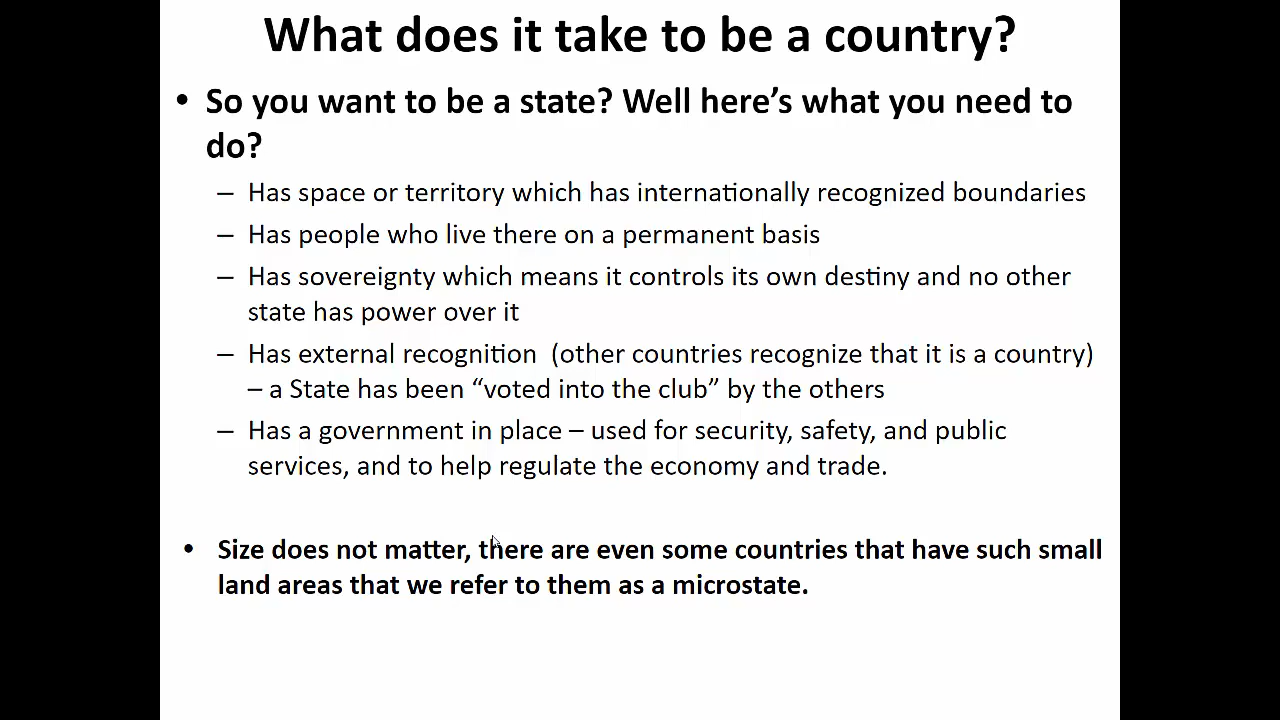 What does it take to be a country?
• So you want to be a state? Well here’s what you need to
do?
– Has space or territory which has internationally recognized boundaries
– Has people who live there on a permanent basis
– Has sovereignty which means it controls its own destiny and no other
state has power over it
– Has external recognition  (other countries recognize that it is a country)
– a State has been “voted into the club” by the others
– Has a government in place – used for security, safety, and public
services, and to help regulate the economy and trade.
• Size does not matter, there are even some countries that have such small
land areas that we refer to them as a microstate.